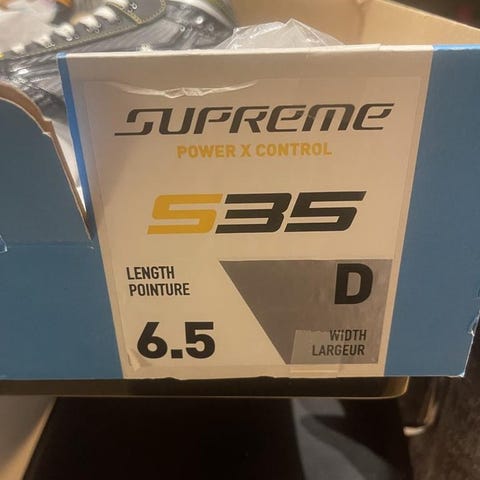 SUPREME
POWER X CONTROL
S35
LENGTH
POINTURE
6.5
D
WIDTH
LARGEUR